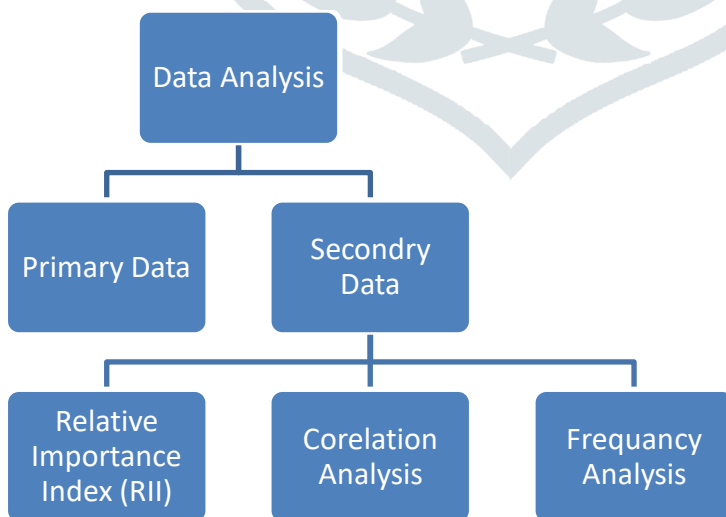 Data Analysis
Primary Data
Secondry
Data
Relative
Importance
Index (RII)
Corelation
Analysis
Frequancy
Analysis